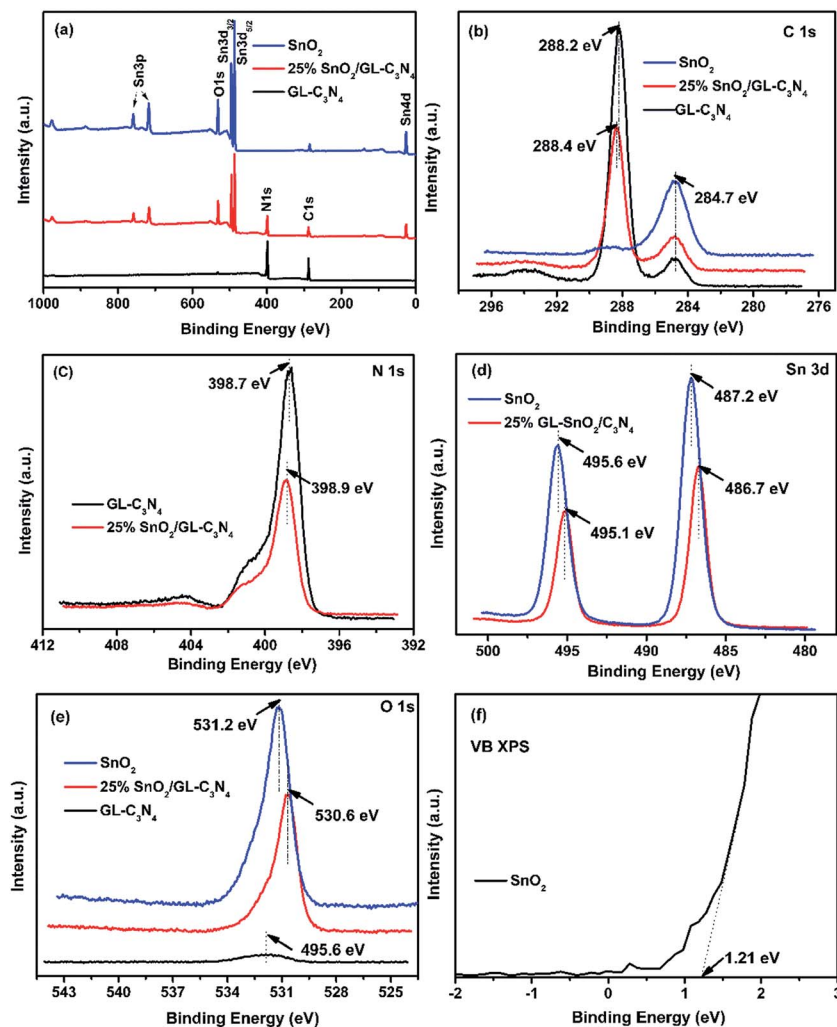 (a)
Sn3p
O1s
Sn3d3/2
Sn3d5/2
SnO2
25% SnO2/GL-C3N4
GL-C3N4
Sn4d
N1s
C1s
Intensity (a.u.)
1000 800 600 400 200 0
Binding Energy (eV)
(b)
C 1s
288.2 eV
SnO2
25% SnO2/GL-C3N4
GL-C3N4
288.4 eV
284.7 eV
Intensity (a.u.)
296 292 288 284 280 276
Binding Energy (eV)
(C)
N 1s
398.7 eV
398.9 eV
GL-C3N4
25% SnO2/GL-C3N4
Intensity (a.u.)
412 408 404 400 396 392
Binding Energy (eV)
(d)
Sn 3d
SnO2
25% GL-SnO2/C3N4
487.2 eV
495.6 eV
486.7 eV
495.1 eV
Intensity (a.u.)
500 495 490 485 480
Binding Energy (eV)
(e)
O 1s
531.2 eV
SnO2
25% SnO2/GL-C3N4
GL-C3N4
530.6 eV
495.6 eV
Intensity (a.u.)
543 540 537 534 531 528 525
Binding Energy (eV)
(f)
VB XPS
SnO2
1.21 eV
Intensity (a.u.)
-2 -1 0 1 2 3
Binding Energy (eV)